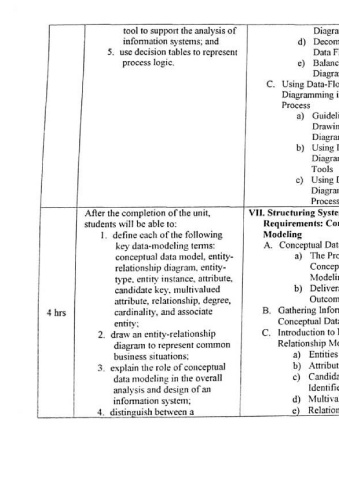 tool to support the analysis of
information systems; and
5. use decision tables to represent
process logic.
Diagra
d) Decom
Data F
e) Balanc
Diagra
C. Using Data-Flo
Diagramming i
Process
a) Guideli
Drawin
Diagra
b) Using
Diagra
Tools
c) Using
Diagra
Process
4 hrs
After the completion of the unit,
students will be able to:
1. define each of the following
key data-modeling terms:
conceptual data model, entity-
relationship diagram, entity-
type, entity instance, attribute,
candidate key, multivalued
attribute, relationship, degree,
cardinality, and associate
entity;
2. draw an entity-relationship
diagram to represent common
business situations;
3. explain the role of conceptual
data modeling in the overall
analysis and design of an
information system;
4. distinguish between a
VII. Structuring Syste
Requirements: Co
Modeling
A. Conceptual Dat
a) The Pro
Concep
Modeli
b) Deliver
Outcom
B. Gathering Infor
Conceptual Dat
C. Introduction to
Relationship Mo
a) Entities
b) Attribut
c) Candida
Identifi
d) Multiva
e) Relation